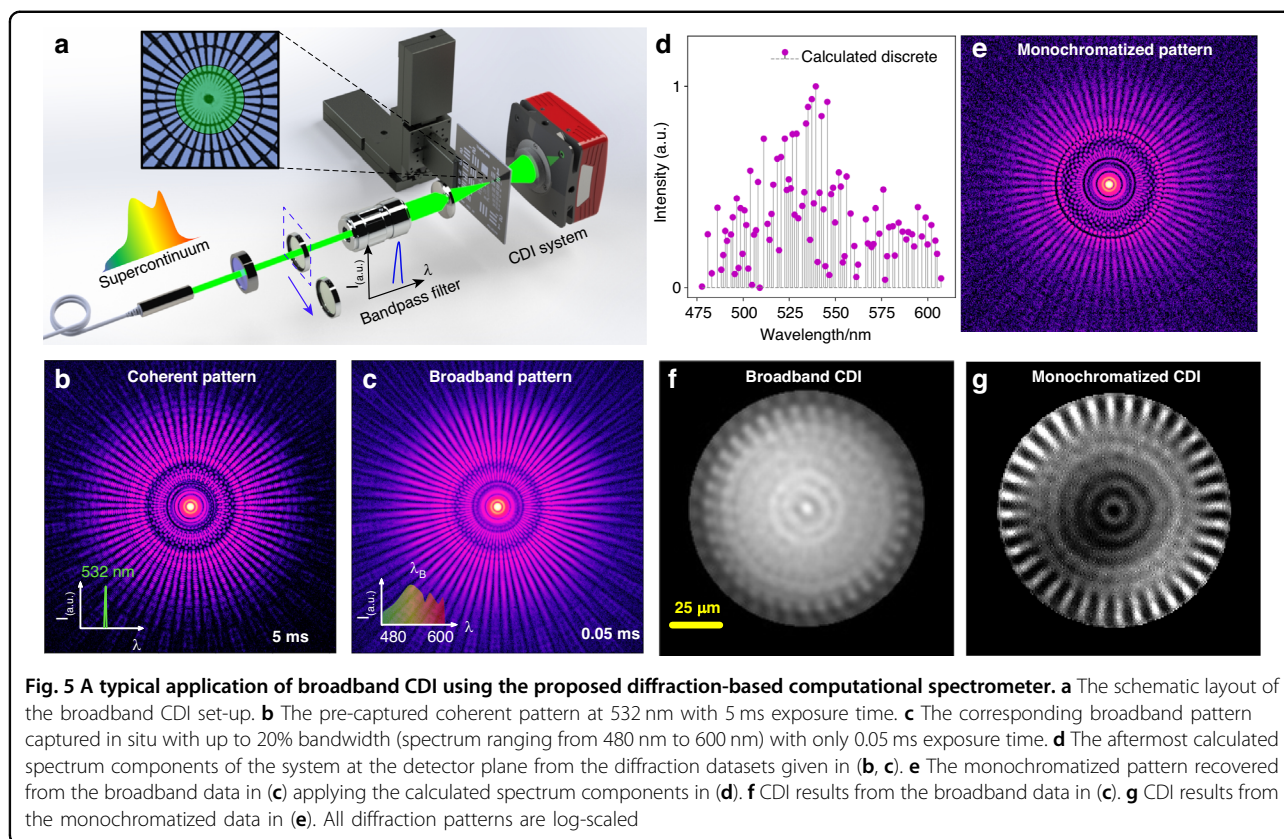 a
Supercontinuum
I(a.u.)
λ
Bandpass filter
CDI system
d
Calculated discrete
Intensity (a.u.)
1
0
475 500 525 550 575 600
Wavelength/nm
e
Monochromatized pattern
b
Coherent pattern
532 nm
I(a.u.)
λ
5 ms
c
Broadband pattern
λB
I(a.u.)
480 600
λ
0.05 ms
f
Broadband CDI
25 μm
g
Monochromatized CDI
Fig. 5 A typical application of broadband CDI using the proposed diffraction-based computational spectrometer. a The schematic layout of
the broadband CDI set-up. b The pre-captured coherent pattern at 532 nm with 5 ms exposure time. c The corresponding broadband pattern
captured in situ with up to 20% bandwidth (spectrum ranging from 480 nm to 600 nm) with only 0.05 ms exposure time. d The aftermost calculated
spectrum components of the system at the detector plane from the diffraction datasets given in (b, c). e The monochromatized pattern recovered
from the broadband data in (c) applying the calculated spectrum components in (d). f CDI results from the broadband data in (c). g CDI results from
the monochromatized data in (e). All diffraction patterns are log-scaled